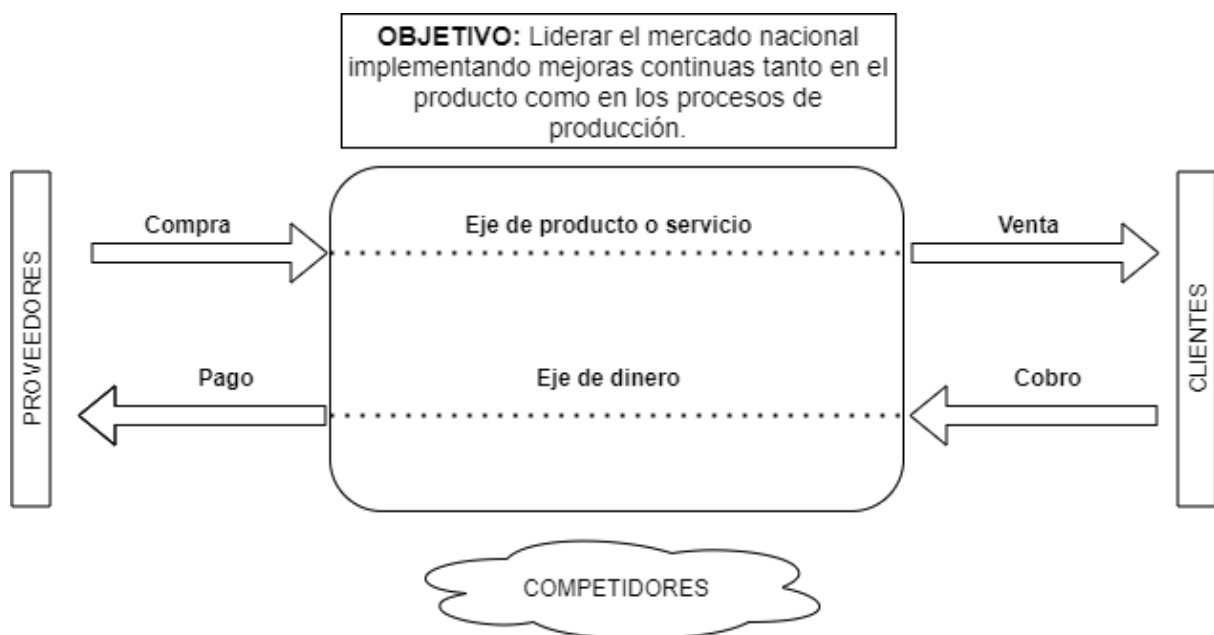 OBJETIVO: Liderar el mercado nacional
implementando mejoras continuas tanto en el
producto como en los procesos de
producción.
PROVEEDORES
Compra
Eje de producto o servicio
Venta
CLIENTES
Pago
Eje de dinero
Cobro
COMPETIDORES